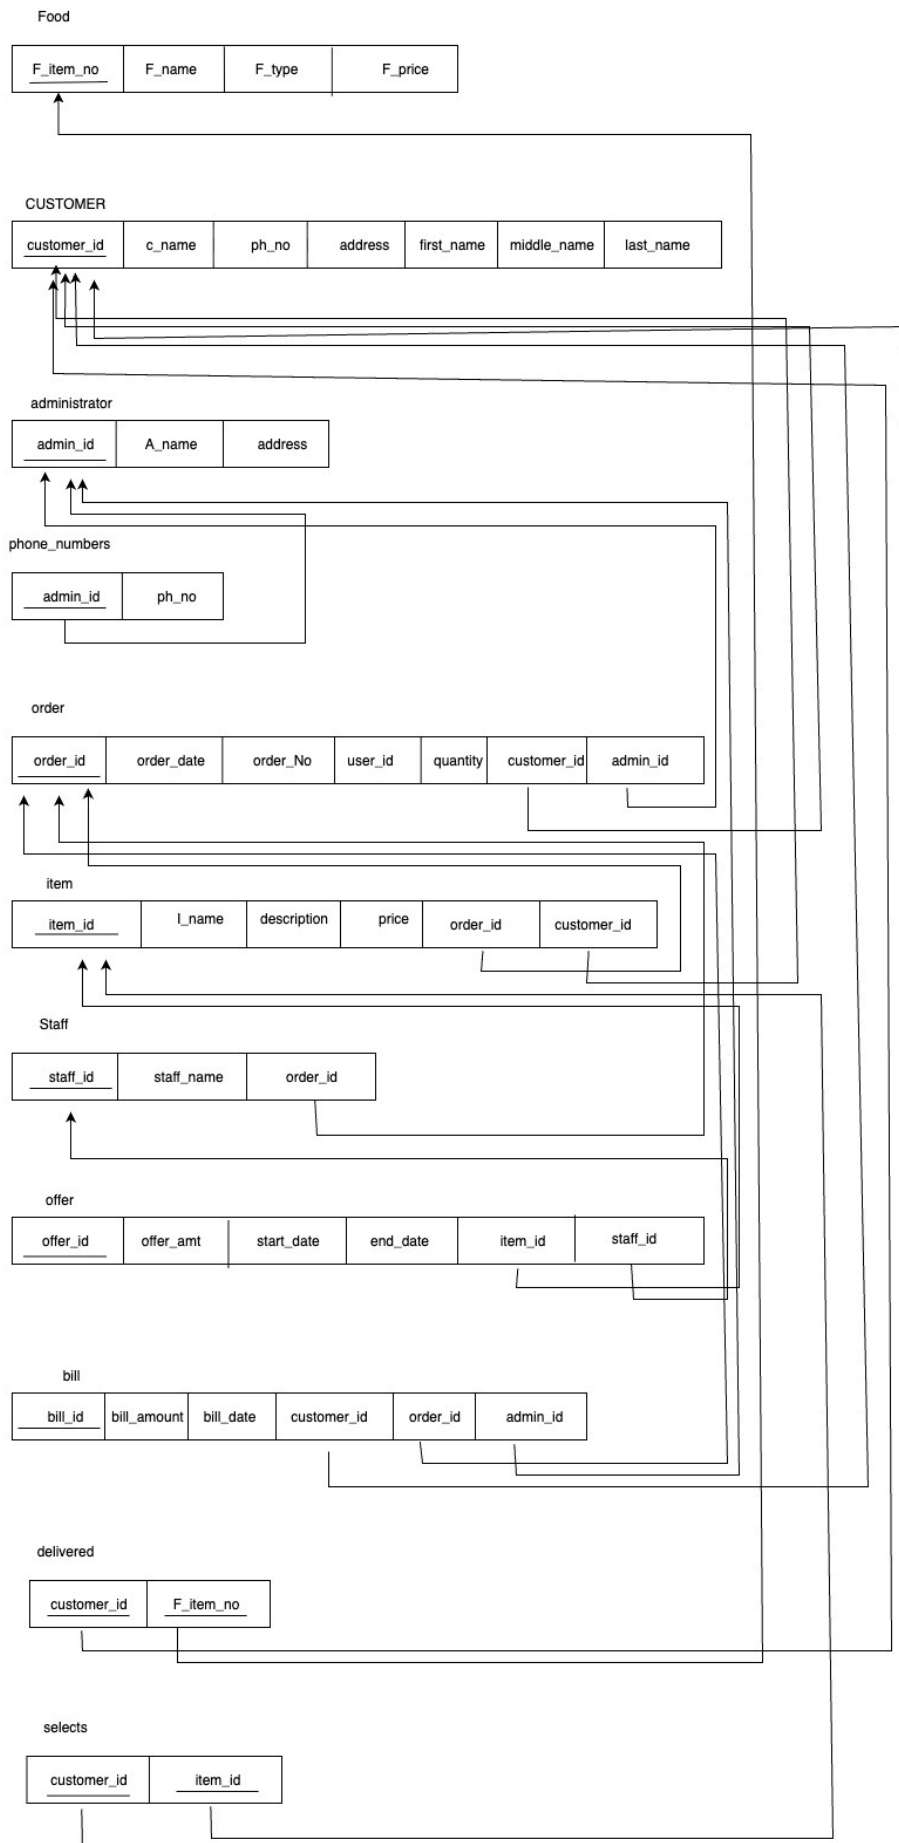 Food
F_item_no F_name F_type F_price
CUSTOMER
customer_id c_name ph_no address first_name middle_name last_name
administrator
admin_id A_name address
phone_numbers
admin_id ph_no
order
order_id order_date order_No user_id quantity customer_id admin_id
item
item_id I_name description price order_id customer_id
Staff
staff_id staff_name order_id
offer
offer_id offer_amt start_date end_date item_id staff_id
bill
bill_id bill_amount bill_date customer_id order_id admin_id
delivered
customer_id F_item_no
selects
customer_id item_id